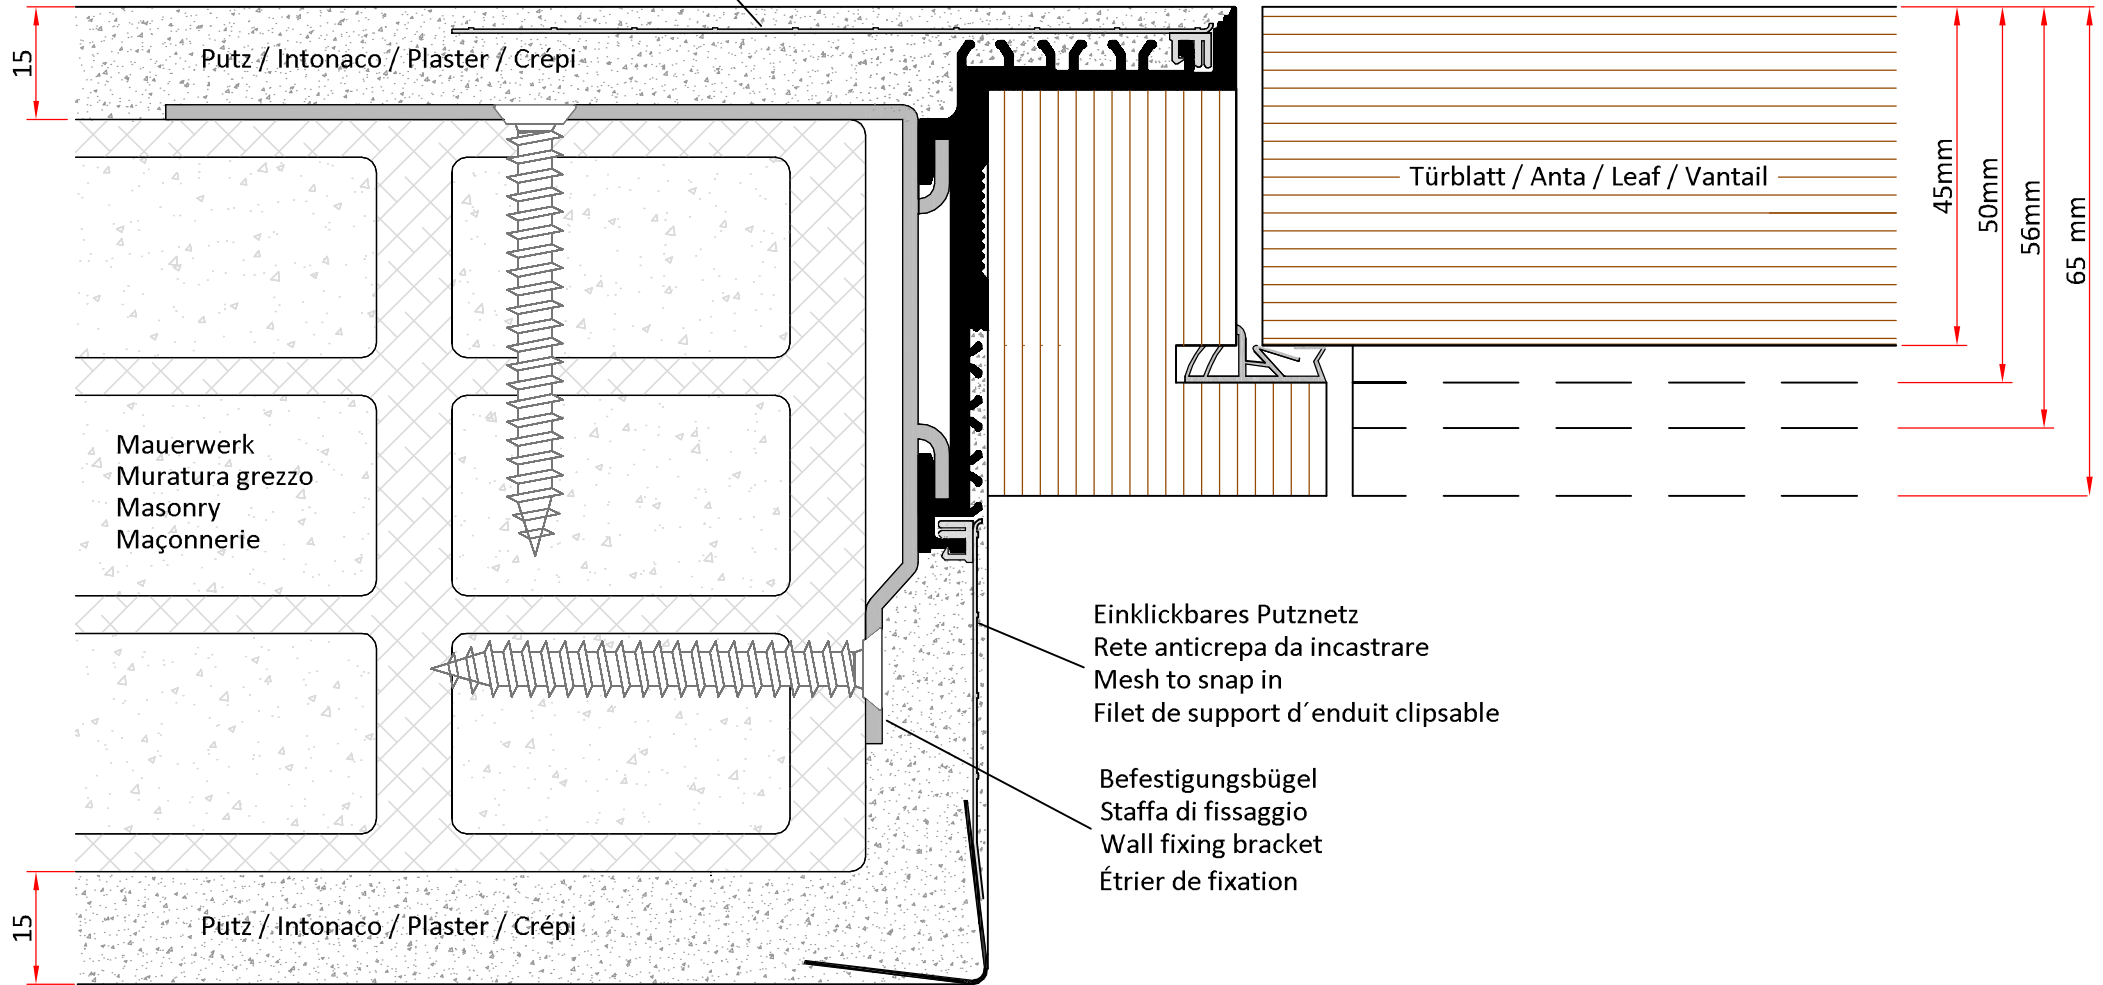 15
Putz / Intonaco / Plaster / Crépi
Türblatt / Anta / Leaf / Vantail
45mm
50mm
56mm
65 mm
Mauerwerk
Muratura grezzo
Masonry
Maçonnerie
Einklickbares Putznetz
Rete anticrepa da incastrare
Mesh to snap in
Filet de support d´enduit clipsable
Befestigungsbügel
Staffa di fissaggio
Wall fixing bracket
Étrier de fixation
15
Putz / Intonaco / Plaster / Crépi